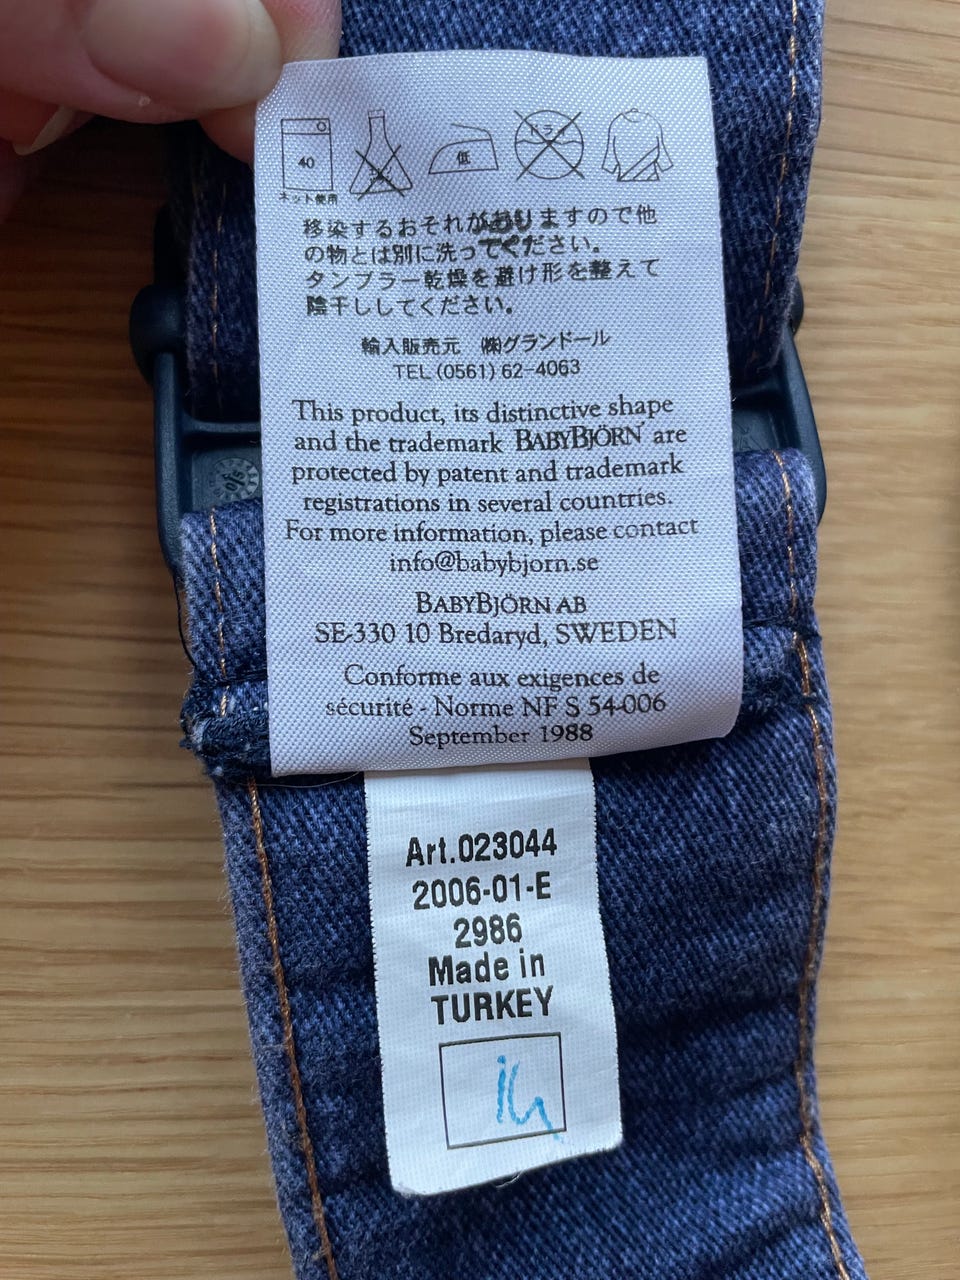 40
ネット使用
低
移染するおそれがありますので他
の物とは別に洗ってください。
タンブラー乾燥を避け形を整えて
陰干ししてください。
輸入販売元 ㈱グランドール
TEL (0561) 62-4063
This product, its distinctive shape
and the trademark BABYBJÖRN are
protected by patent and trademark
registrations in several countries.
For more information, please contact
info@babybjorn.se
BABYBJÖRN AB
SE-330 10 Bredaryd, SWEDEN
Conforme aux exigences de
sécurité - Norme NF S 54-006
September 1988
Art.023044
2006-01-E
2986
Made in
TURKEY